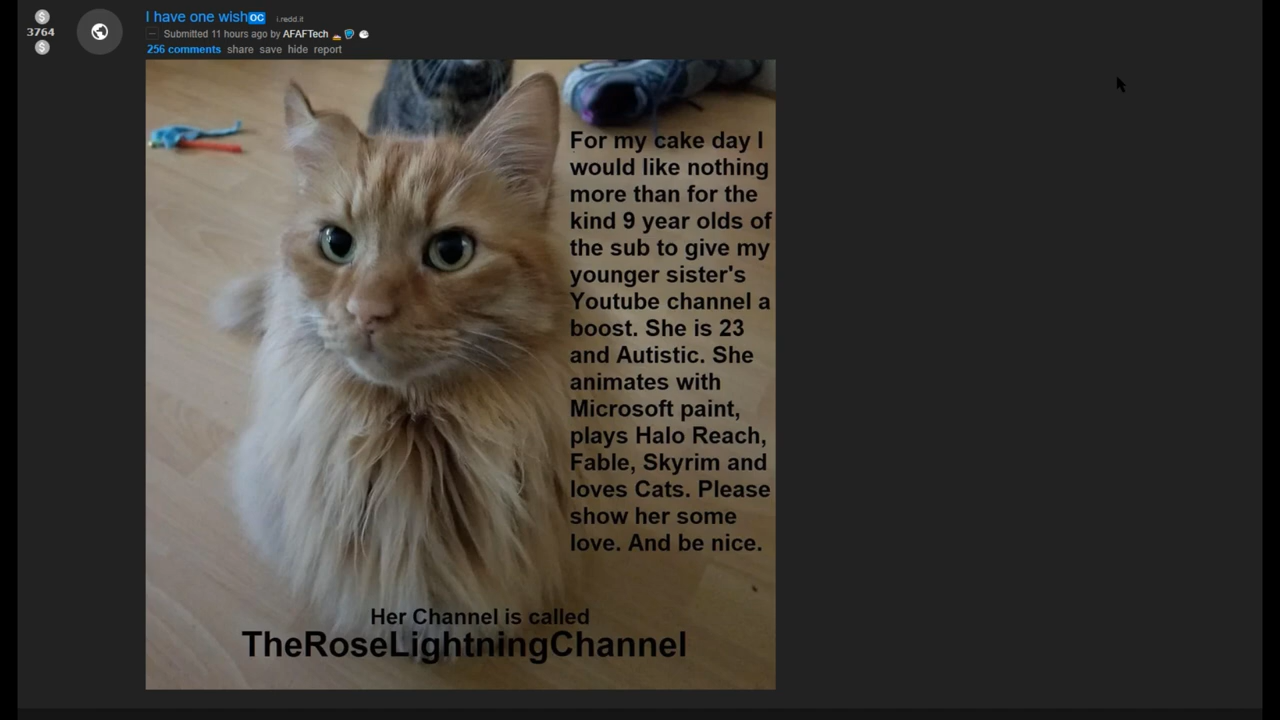 I have one wish OC i.redd.it
3764
Submitted 11 hours ago by AFAFTech
256 comments share save hide report
For my cake day I
would like nothing
more than for the
kind 9 year olds of
the sub to give my
younger sister's
Youtube channel a
boost. She is 23
and Autistic. She
animates with
Microsoft paint,
plays Halo Reach,
Fable, Skyrim and
loves Cats. Please
show her some
love. And be nice.
Her Channel is called
TheRoseLightningChannel